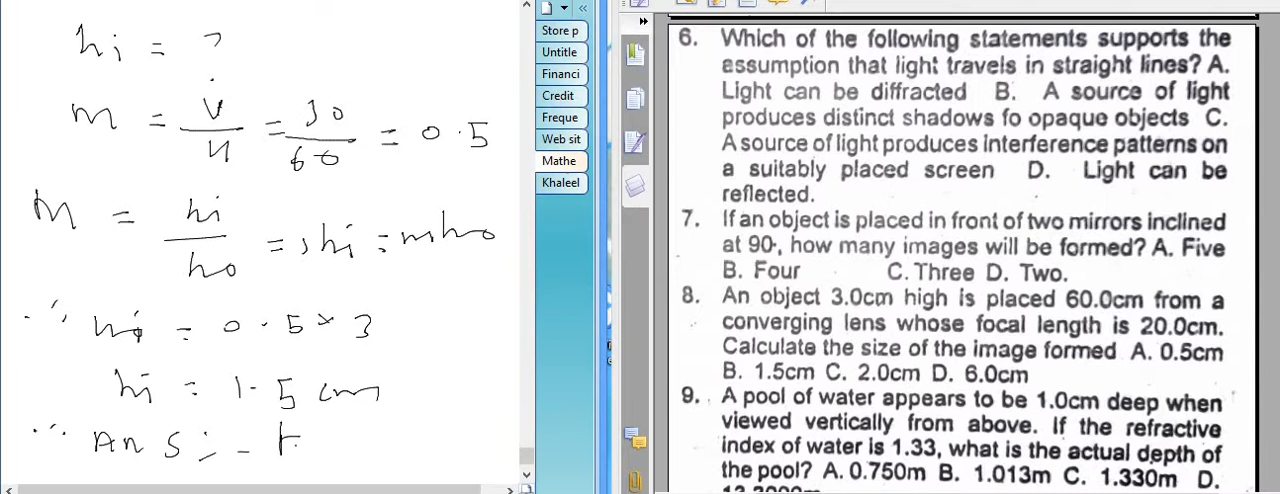 hi = ?
m = v/u = 30/60 = 0.5
m = hi/ho = > hi = mho
∴ hi = 0.5 × 3
hi = 1.5 cm
∴ Ans :-
Store p
Untitle
Financi
Credit
Freque
Web sit
Mathe
Khaleel
6. Which of the following statements supports the
assumption that light travels in straight lines? A.
Light can be diffracted B. A source of light
produces distinct shadows fo opaque objects C.
A source of light produces interference patterns on
a suitably placed screen D. Light can be
reflected.
7. If an object is placed in front of two mirrors inclined
at 90°, how many images will be formed? A. Five
B. Four C. Three D. Two.
8. An object 3.0cm high is placed 60.0cm from a
converging lens whose focal length is 20.0cm.
Calculate the size of the image formed A. 0.5cm
B. 1.5cm C. 2.0cm D. 6.0cm
9. A pool of water appears to be 1.0cm deep when
viewed vertically from above. If the refractive
index of water is 1.33, what is the actual depth of
the pool? A. 0.750m B. 1.013m C. 1.330m D.